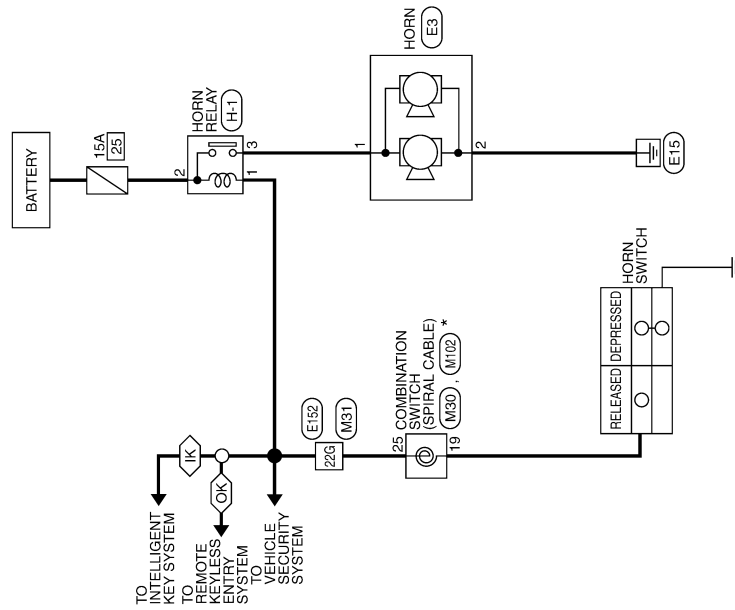 BATTERY
15A
25
2
HORN
RELAY
H-1
3
1
HORN
E3
1
2
E15
HORN
SWITCH
RELEASED
DEPRESSED
COMBINATION
SWITCH
(SPIRAL CABLE)
M30 , M102 *
25
19
E152
M31
22G
IK
OK
TO
INTELLIGENT
KEY SYSTEM
TO
REMOTE
KEYLESS
ENTRY
SYSTEM
TO
VEHICLE
SECURITY
SYSTEM